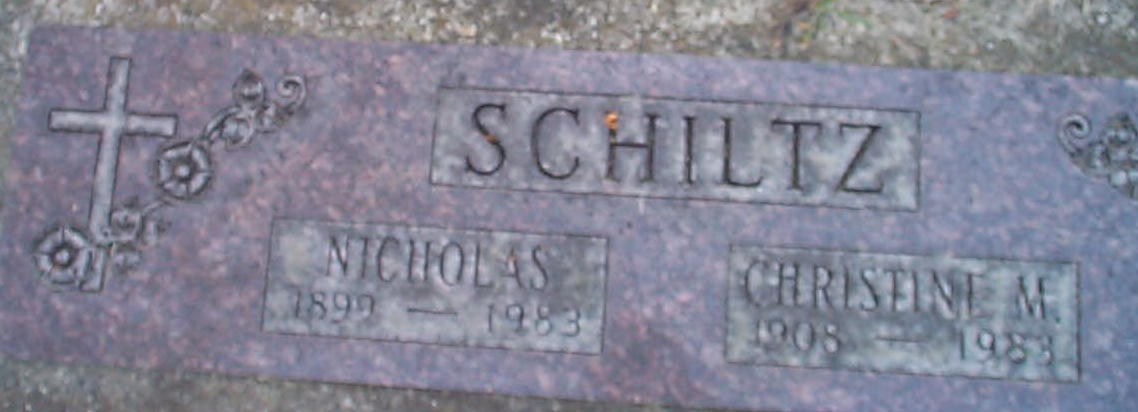 SCHILTZ
NICHOLAS
1899 — 1983
CHRISTINE M.
1908 — 1983